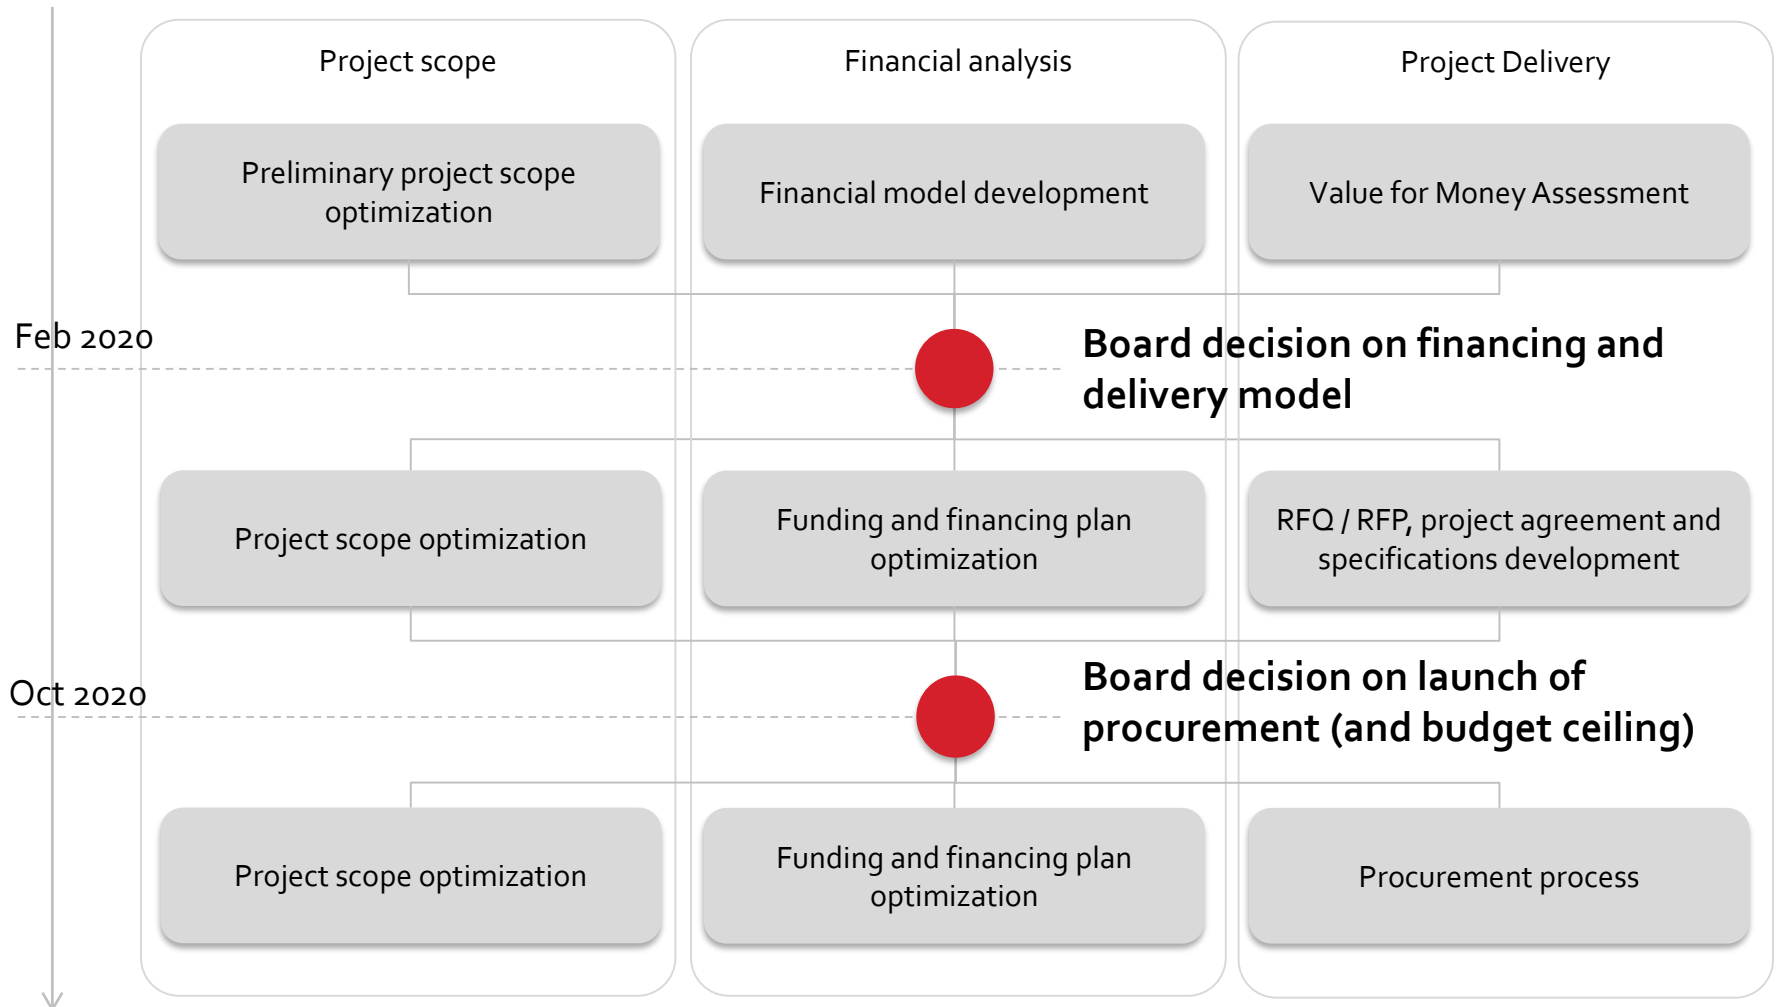 Project scope
Financial analysis
Project Delivery
Preliminary project scope
optimization
Financial model development
Value for Money Assessment
Feb 2020
Board decision on financing and
delivery model
Project scope optimization
Funding and financing plan
optimization
RFQ / RFP, project agreement and
specifications development
Oct 2020
Board decision on launch of
procurement (and budget ceiling)
Project scope optimization
Funding and financing plan
optimization
Procurement process